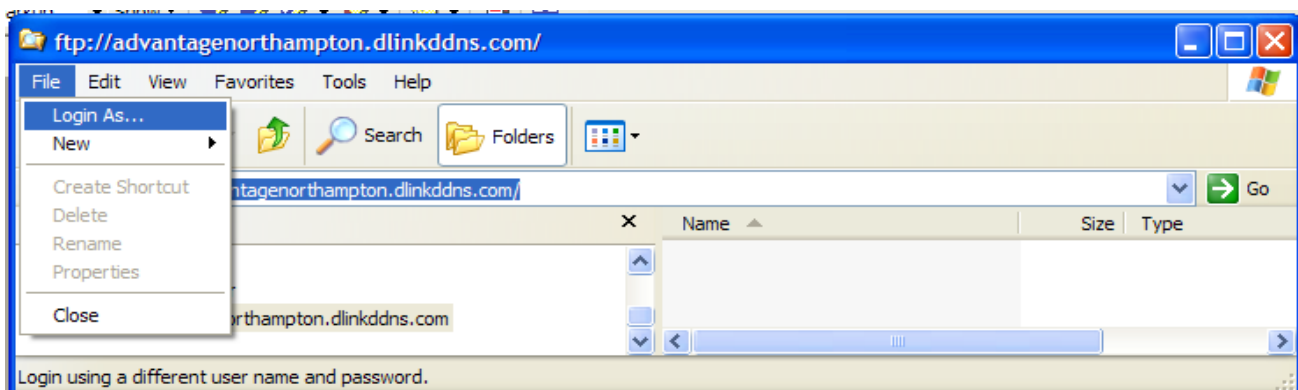 ftp://advantagenorthampton.dlinkddns.com/
File Edit View Favorites Tools Help
Login As...
New
Create Shortcut
Delete
Rename
Properties
Close
Search Folders
ntagenorthampton.dlinkddns.com/ Go
Name Size Type
orthampton.dlinkddns.com
Login using a different user name and password.